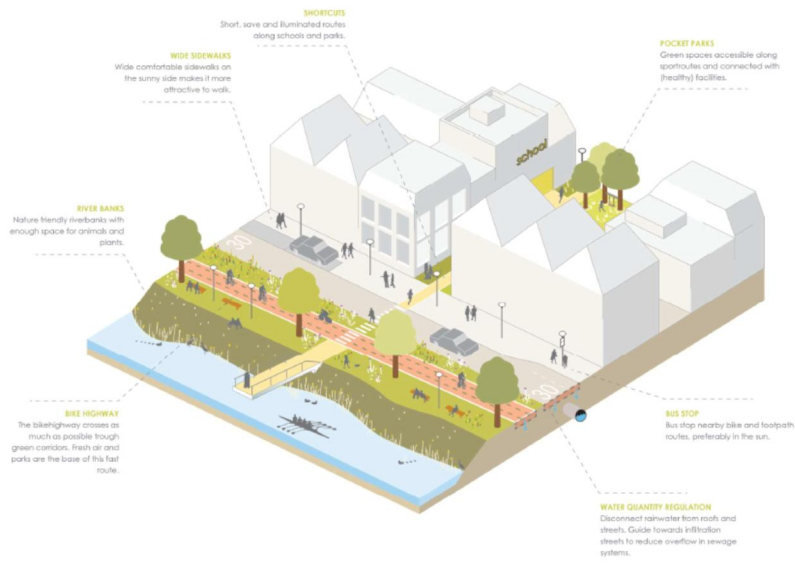 SHORTCUTS
Short, save and illuminated routes
along schools and parks.
WIDE SIDEWALKS
Wide comfortable sidewalks on
the sunny side makes it more
attractive to walk.
POCKET PARKS
Green spaces accessible along
sportroutes and connected with
(healthy) facilities.
school
RIVER BANKS
Nature friendly riverbanks with
enough space for animals and
plants.
30
30
BIKE HIGHWAY
The bikehighway crosses as
much as possible trough
green corridors. Fresh air and
parks are the base of this fast
route.
BUS STOP
Bus stop nearby bike and footpath
routes, preferably in the sun.
WATER QUANTITY REGULATION
Disconnect rainwater from roofs and
streets. Guide towards infiltration
streets to reduce overflow in sewage
systems.